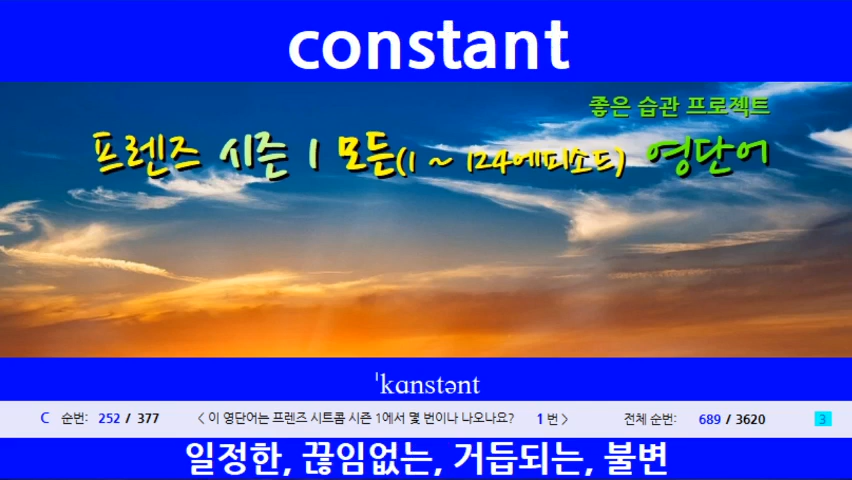 constant
좋은 습관 프로젝트
프렌즈 시즌 1 모든(1 ~ 124에피소드) 영단어
ˈkɑnstənt
C 순번: 252 / 377 < 이 영단어는 프렌즈 시트콤 시즌 1에서 몇 번이나 나오나요? 1 번 > 전체 순번: 689 / 3620 3
일정한, 끊임없는, 거듭되는, 불변